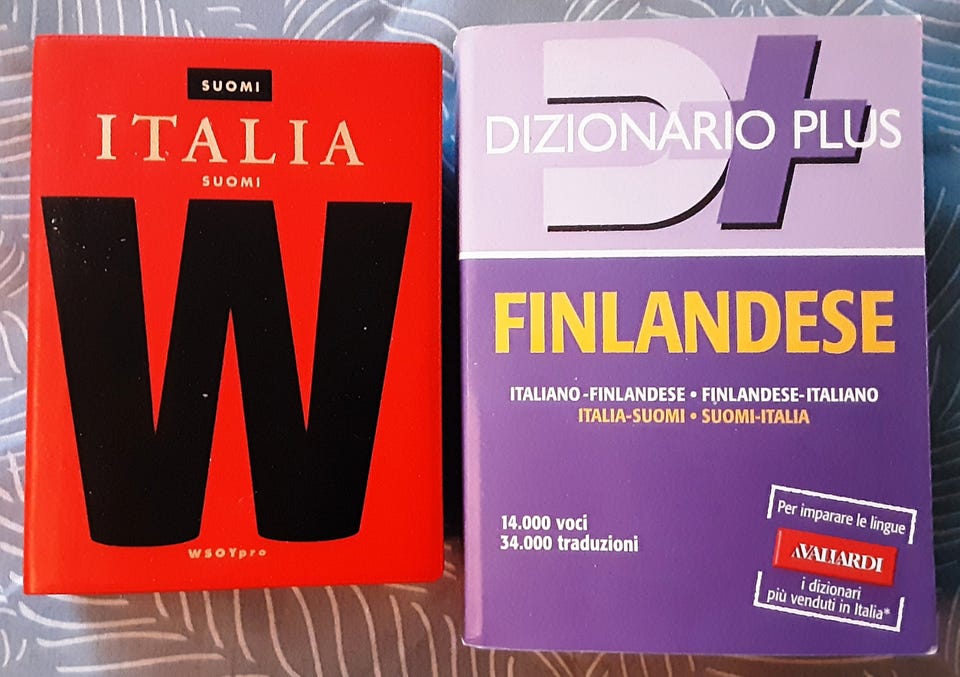 SUOMI
ITALIA
SUOMI
W
WSOYpro
D+
DIZIONARIO PLUS
FINLANDESE
ITALIANO-FINLANDESE • FINLANDESE-ITALIANO
ITALIA-SUOMI • SUOMI-ITALIA
14.000 voci
34.000 traduzioni
Per imparare le lingue
A.VALLARDI
i dizionari
più venduti in Italia*